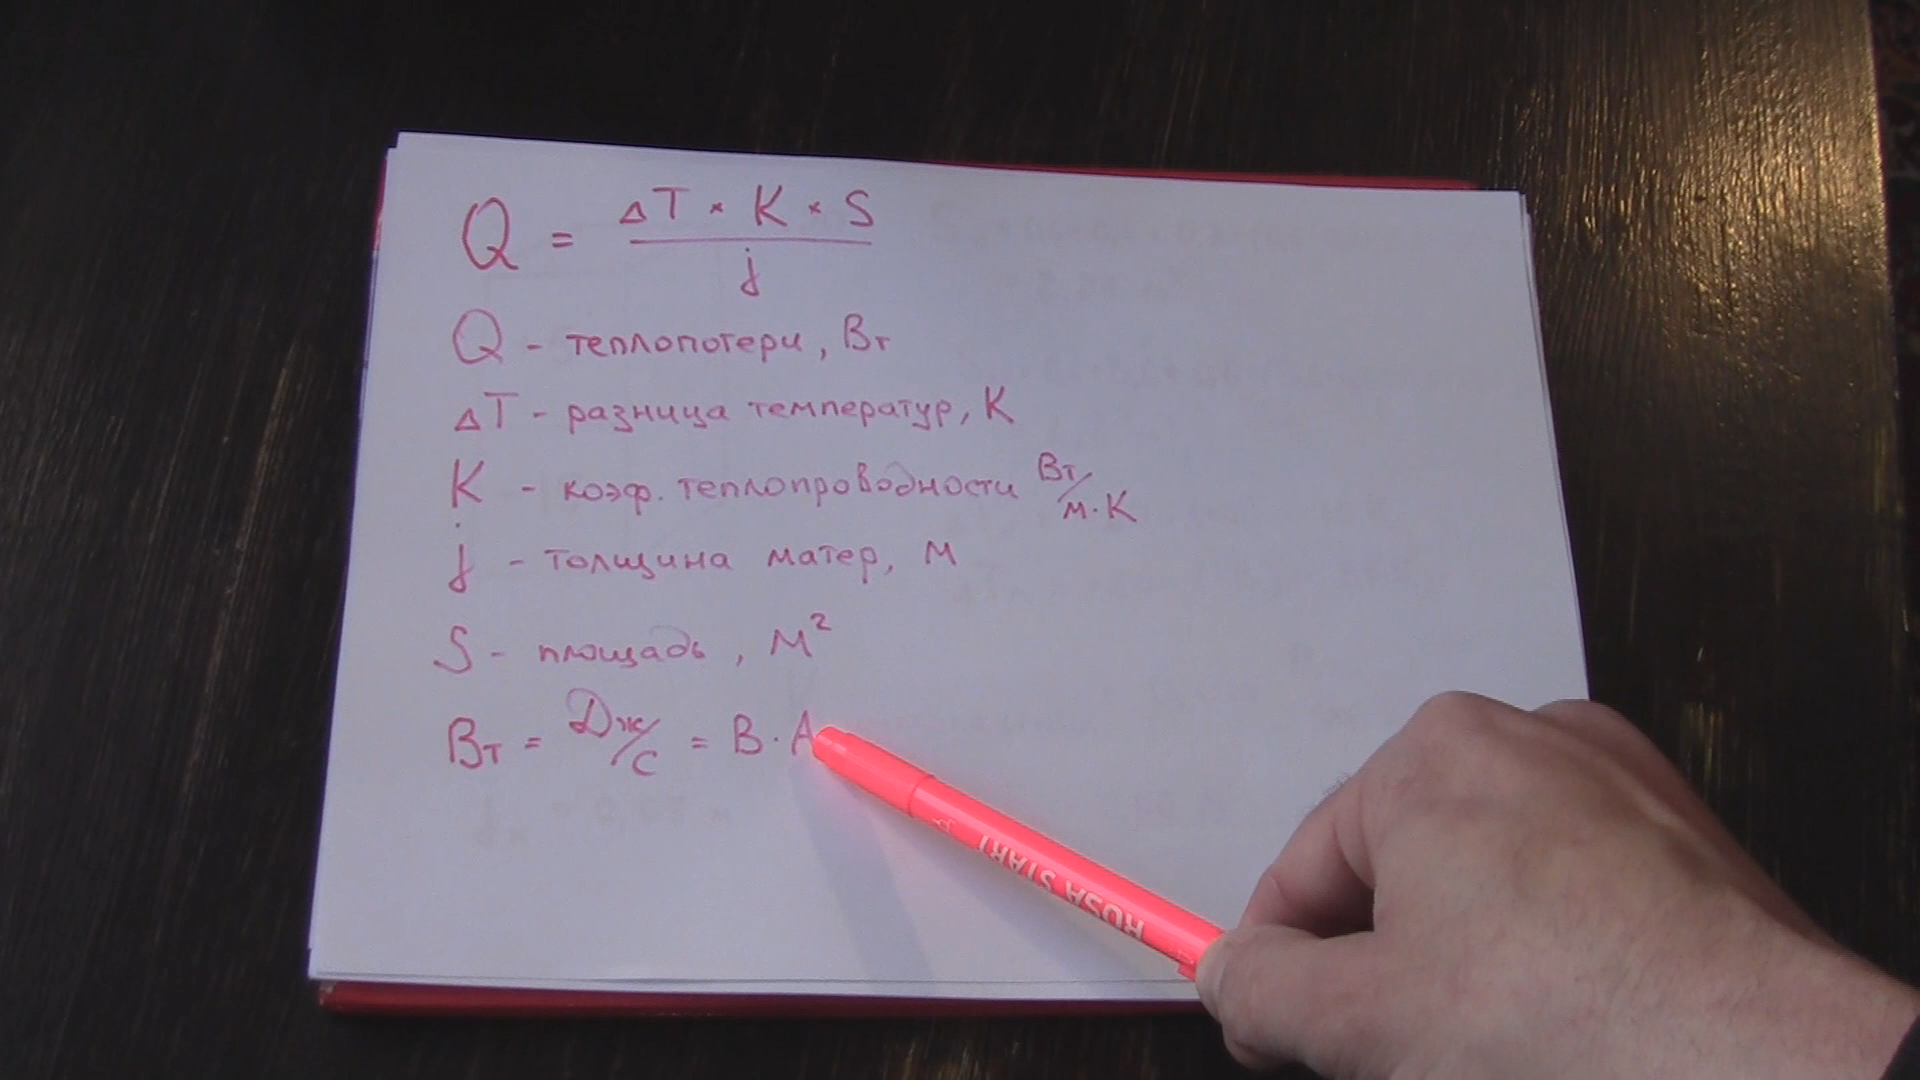 Q = ΔT × K × S / j
Q - теплопотери, Вт
ΔT - разница температур, К
K - коэф. теплопроводности Вт/м·К
j - толщина матер, м
S - площадь, м²
Вт = Дж/с = В·А
ROSA START